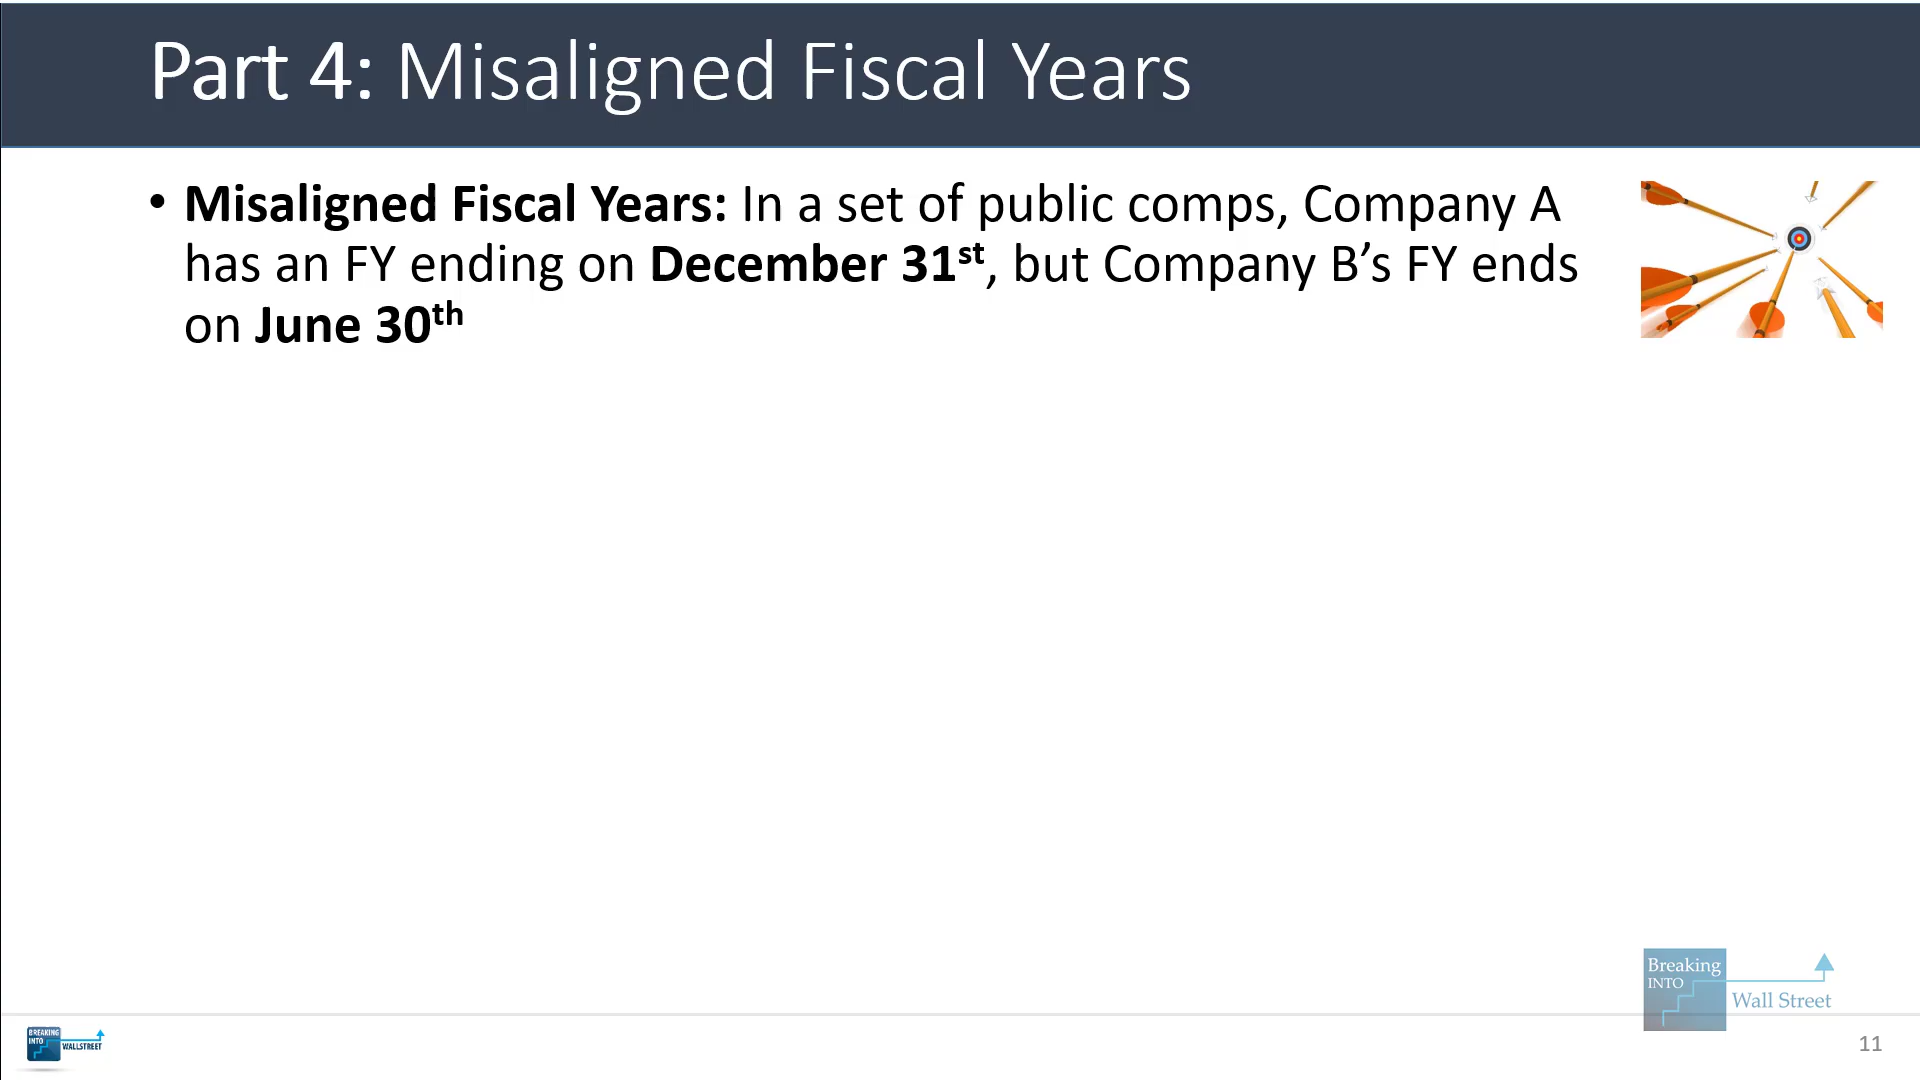 Part 4: Misaligned Fiscal Years
• Misaligned Fiscal Years: In a set of public comps, Company A
has an FY ending on December 31st, but Company B’s FY ends
on June 30th
Breaking
INTO
Wall Street
BREAKING
INTO
WALLSTREET
11